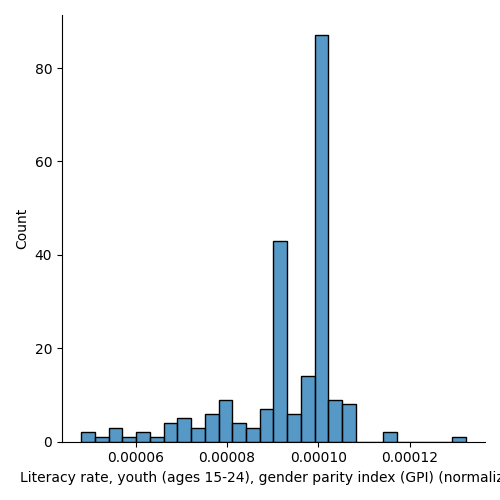 80
60
40
20
0
Count
0.00006 0.00008 0.00010 0.00012
Literacy rate, youth (ages 15-24), gender parity index (GPI) (normaliz